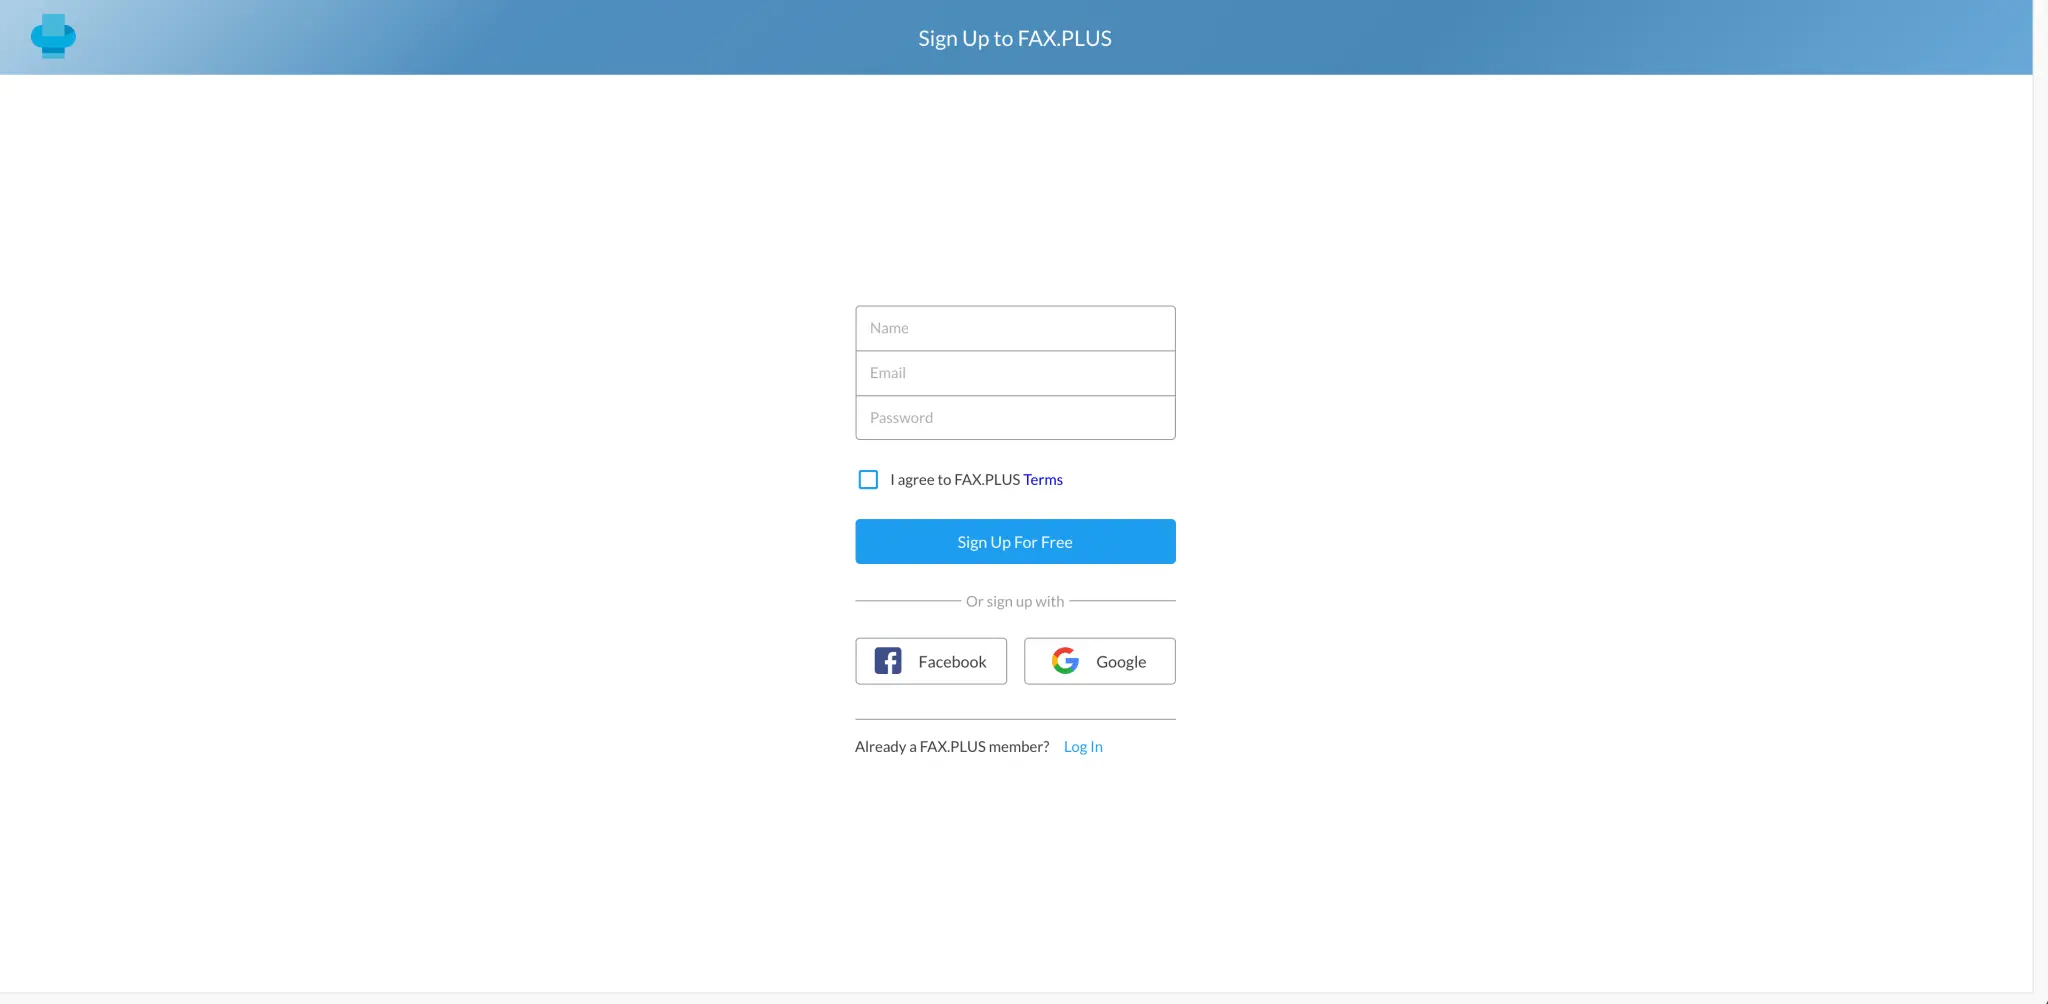 Sign Up to FAX.PLUS
Name
Email
Password
I agree to FAX.PLUS Terms
Sign Up For Free
Or sign up with
Facebook
Google
Already a FAX.PLUS member? Log In